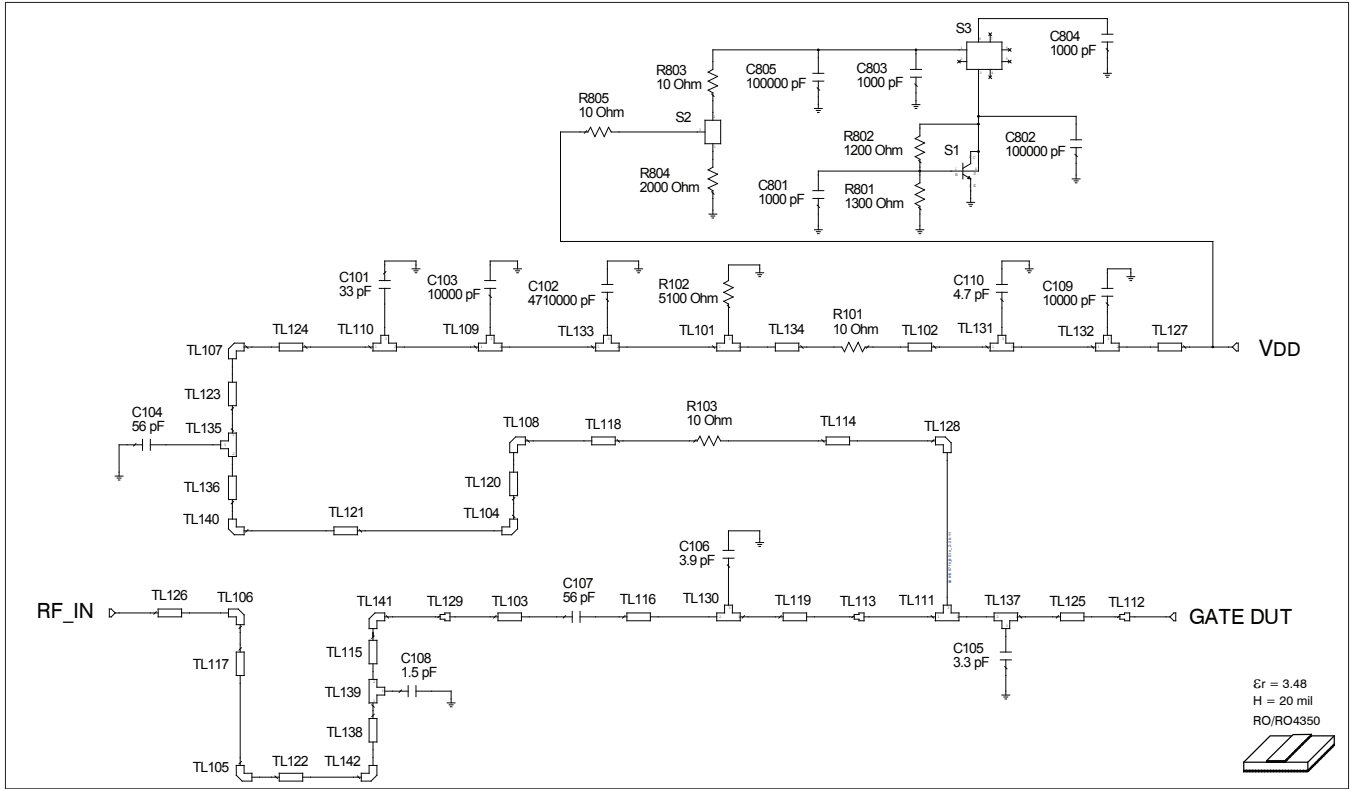 S3
C804
1000 pF
R803
10 Ohm
C805
100000 pF
C803
1000 pF
R805
10 Ohm
S2
R802
1200 Ohm
S1
C802
100000 pF
R804
2000 Ohm
C801
1000 pF
R801
1300 Ohm
C101
33 pF
C103
10000 pF
C102
4710000 pF
R102
5100 Ohm
C110
4.7 pF
C109
10000 pF
TL124
TL110
TL109
TL133
TL101
TL134
R101
10 Ohm
TL102
TL131
TL132
TL127
TL107
VDD
TL123
C104
56 pF
TL135
TL108
TL118
R103
10 Ohm
TL114
TL128
TL136
TL120
TL140
TL121
TL104
C106
3.9 pF
RF_IN
TL126
TL106
TL141
TL129
TL103
C107
56 pF
TL116
TL130
TL119
TL113
TL111
TL137
TL125
TL112
GATE DUT
TL117
TL115
C108
1.5 pF
C105
3.3 pF
TL139
TL138
TL105
TL122
TL142
εr = 3.48
H = 20 mil
RO/RO4350